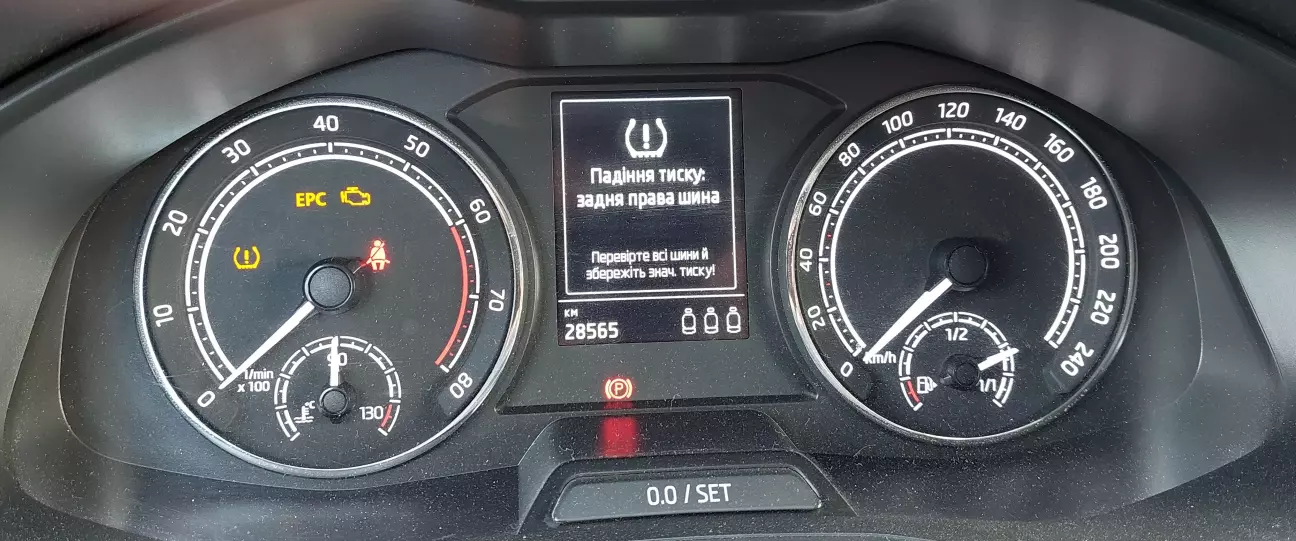 0
10
20
30
40
50
60
70
80
EPC
1/min
x 100
90
130
°C
Падіння тиску:
задня права шина
Перевірте всі шини й
збережіть знач. тиску!
КМ
28565
P
0.0 / SET
0
20
40
60
80
100
120
140
160
180
200
220
240
km/h
1/2
1/1